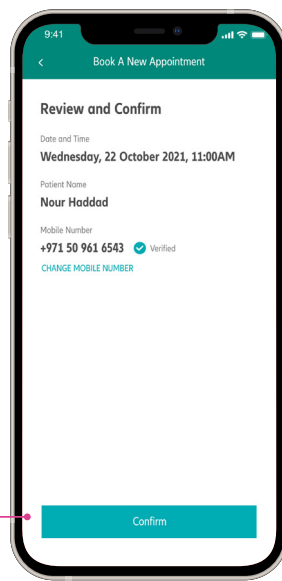 9:41
Book A New Appointment
Review and Confirm
Date and Time
Wednesday, 22 October 2021, 11:00AM
Patient Name
Nour Haddad
Mobile Number
+971 50 961 6543 Verified
CHANGE MOBILE NUMBER
Confirm